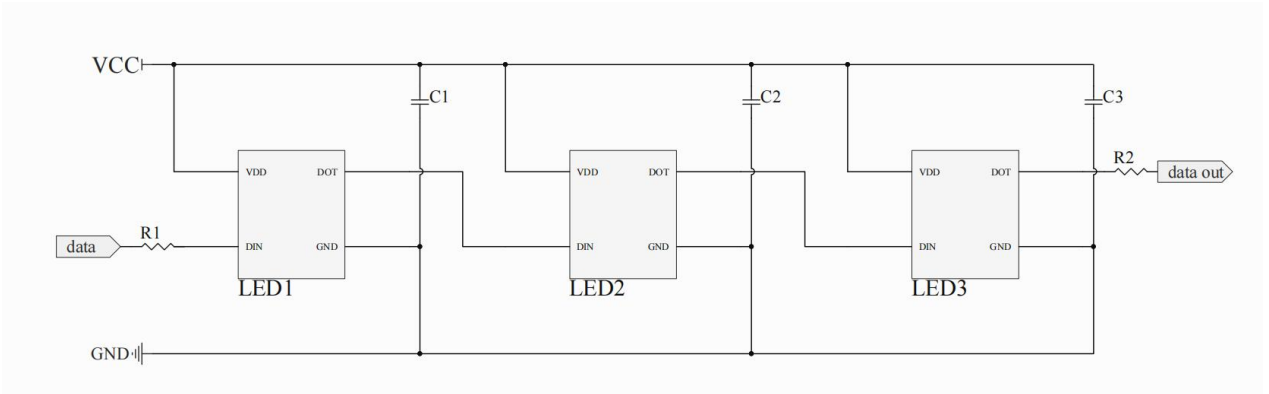 VCC
C1
C2
C3
VDD
DOT
VDD
DOT
VDD
DOT
R2
data out
data
R1
DIN
GND
DIN
GND
DIN
GND
LED1
LED2
LED3
GND